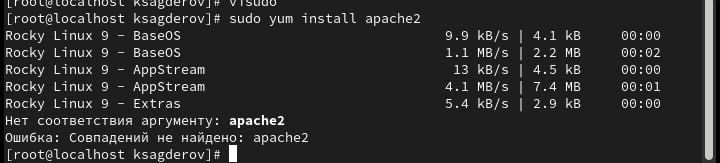 [root@localhost ksagderov]# visudo
[root@localhost ksagderov]# sudo yum install apache2
Rocky Linux 9 - BaseOS 9.9 kB/s | 4.1 kB 00:00
Rocky Linux 9 - BaseOS 1.1 MB/s | 2.2 MB 00:02
Rocky Linux 9 - AppStream 13 kB/s | 4.5 kB 00:00
Rocky Linux 9 - AppStream 4.1 MB/s | 7.4 MB 00:01
Rocky Linux 9 - Extras 5.4 kB/s | 2.9 kB 00:00
Нет соответствия аргументу: apache2
Ошибка: Совпадений не найдено: apache2
[root@localhost ksagderov]#